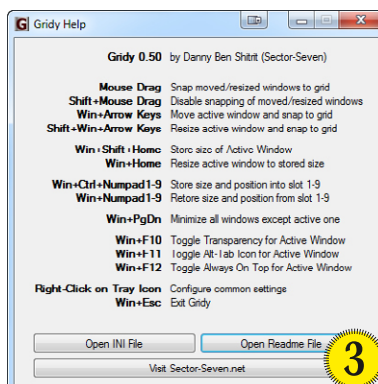 Gridy Help
Gridy 0.50 by Danny Ben Shitrit (Sector-Seven)
Mouse Drag Snap moved/resized windows to grid
Shift+Mouse Drag Disable snapping of moved/resized windows
Win+Arrow Keys Move active window and snap to grid
Shift+Win+Arrow Keys Resize active window and snap to grid
Win+Shift+Home Store size of Active Window
Win+Home Resize active window to stored size
Win+Ctrl+Numpad1-9 Store size and position into slot 1-9
Win+Numpad1-9 Retore size and position from slot 1-9
Win+PgDn Minimize all windows except active one
Win+F10 Toggle Transparency for Active Window
Win+F11 Toggle Alt-Tab Icon for Active Window
Win+F12 Toggle Always On Top for Active Window
Right-Click on Tray Icon Configure common settings
Win+Esc Exit Gridy
Open INI File Open Readme File
Visit Sector-Seven.net
3